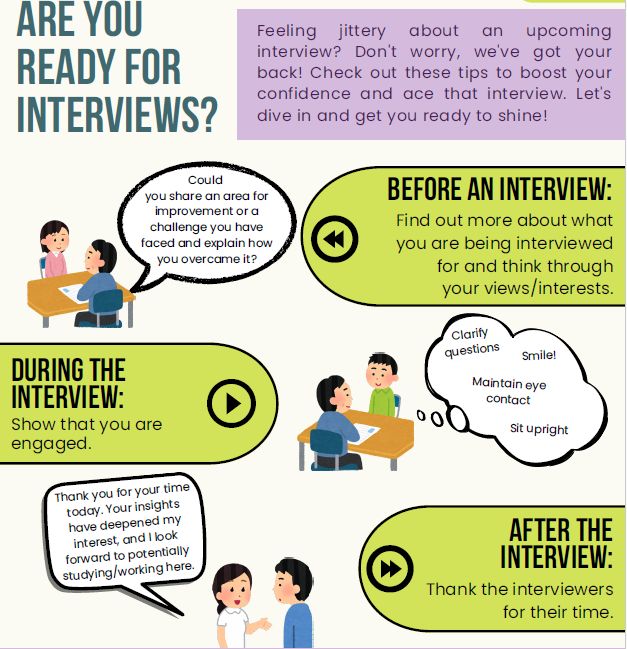 ARE YOU
READY FOR
INTERVIEWS?
Feeling jittery about an upcoming
interview? Don't worry, we've got your
back! Check out these tips to boost your
confidence and ace that interview. Let's
dive in and get you ready to shine!
Could
you share an area for
improvement or a
challenge you have
faced and explain how
you overcame it?
BEFORE AN INTERVIEW:
Find out more about what
you are being interviewed
for and think through
your views/interests.
DURING THE
INTERVIEW:
Show that you are
engaged.
Clarify
questions
Smile!
Maintain eye
contact
Sit upright
Thank you for your time
today. Your insights
have deepened my
interest, and I look
forward to potentially
studying/working here.
AFTER THE
INTERVIEW:
Thank the interviewers
for their time.